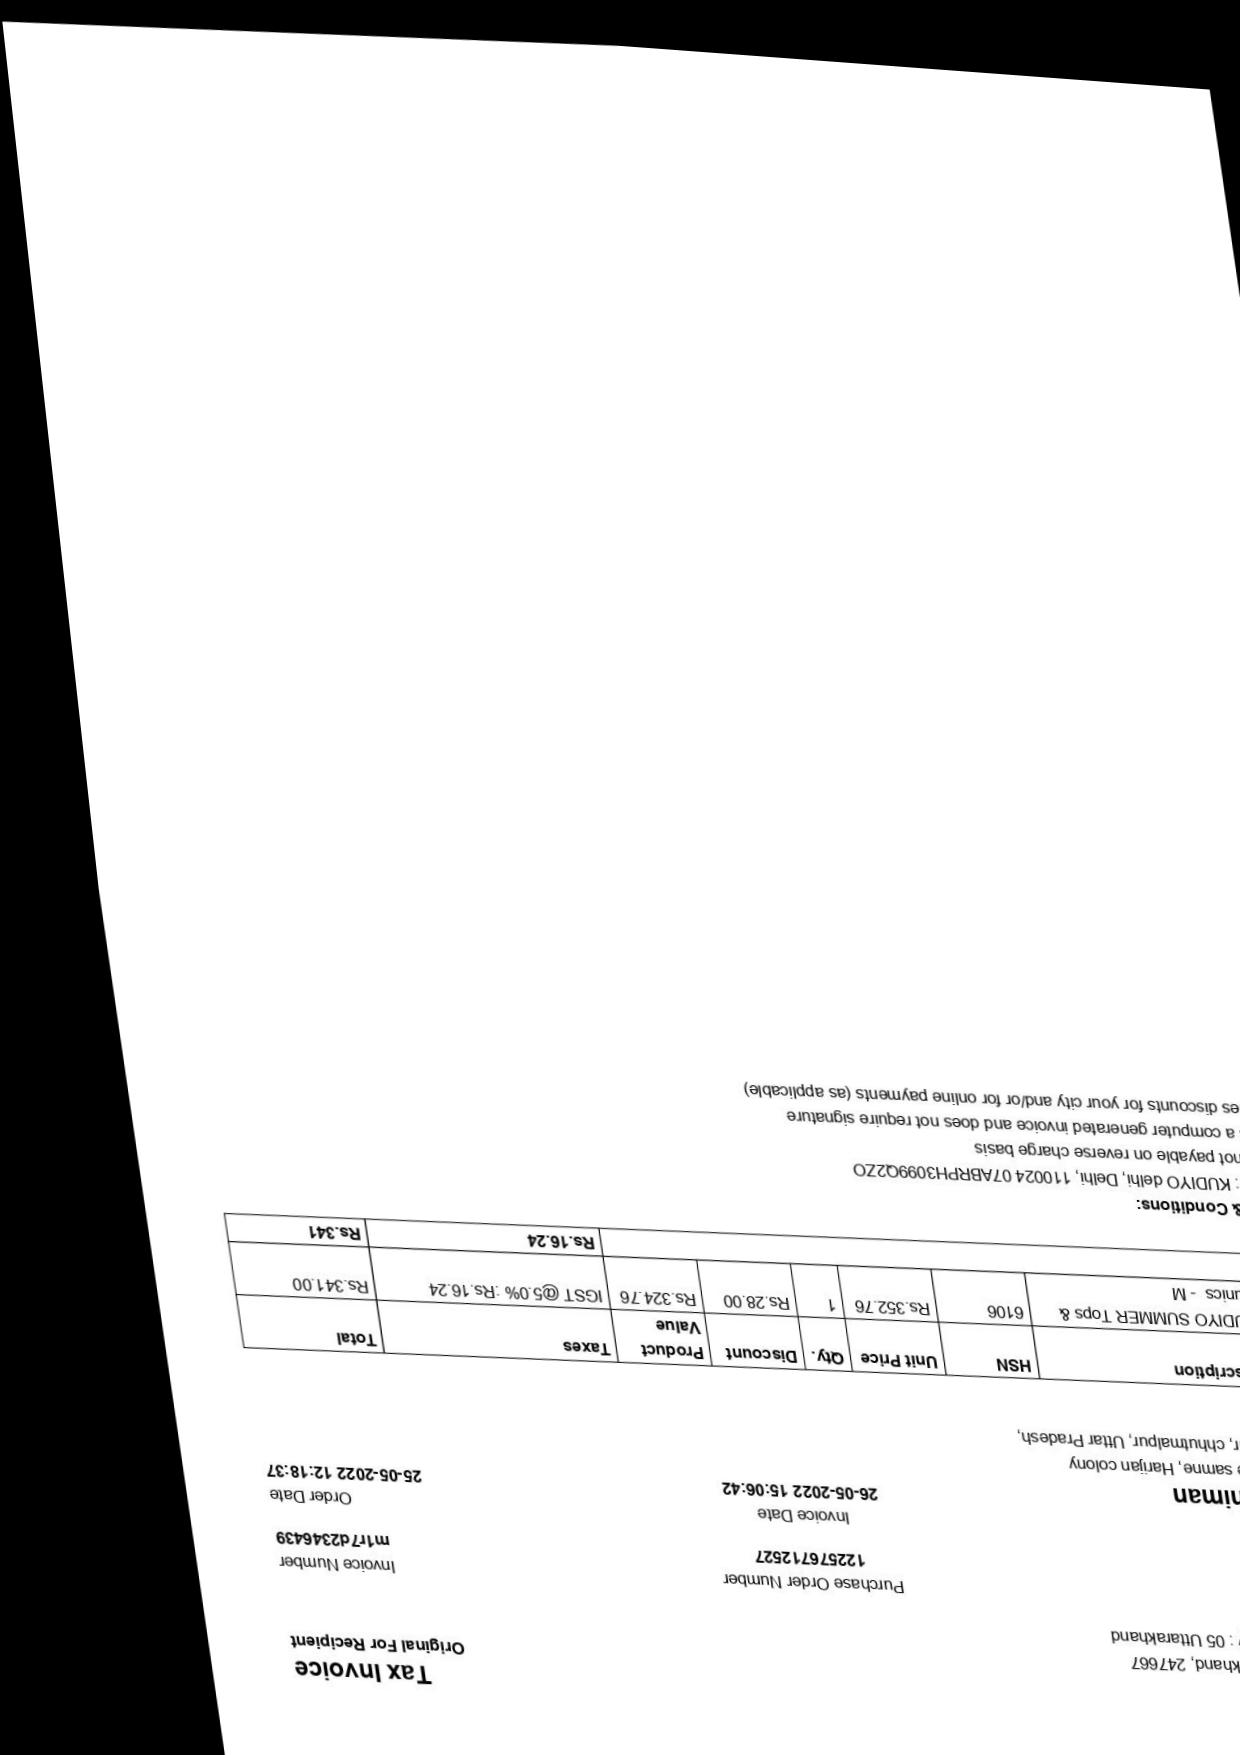 Tax Invoice
Original For Recipient
khand, 247667
: 05 Uttarakhand
Purchase Order Number
122576712527
Invoice Number
m1r7d2346439
Invoice Date
26-05-2022 15:06:42
Order Date
25-05-2022 12:18:37
niman
e samne, Harijan colony
r, chhutmalpur, Uttar Pradesh,
scription HSN Unit Price Qty. Discount Product Value Taxes Total
UDIYO SUMMER Tops & 6106 Rs.352.76 1 Rs.28.00 Rs.324.76 IGST @5.0% :Rs.16.24 Rs.341.00
unics - M
Rs.16.24 Rs.341
& Conditions:
: KUDIYO delhi, Delhi, 110024 07ABRPH3099Q2ZO
not payable on reverse charge basis
a computer generated invoice and does not require signature
es discounts for your city and/or for online payments (as applicable)